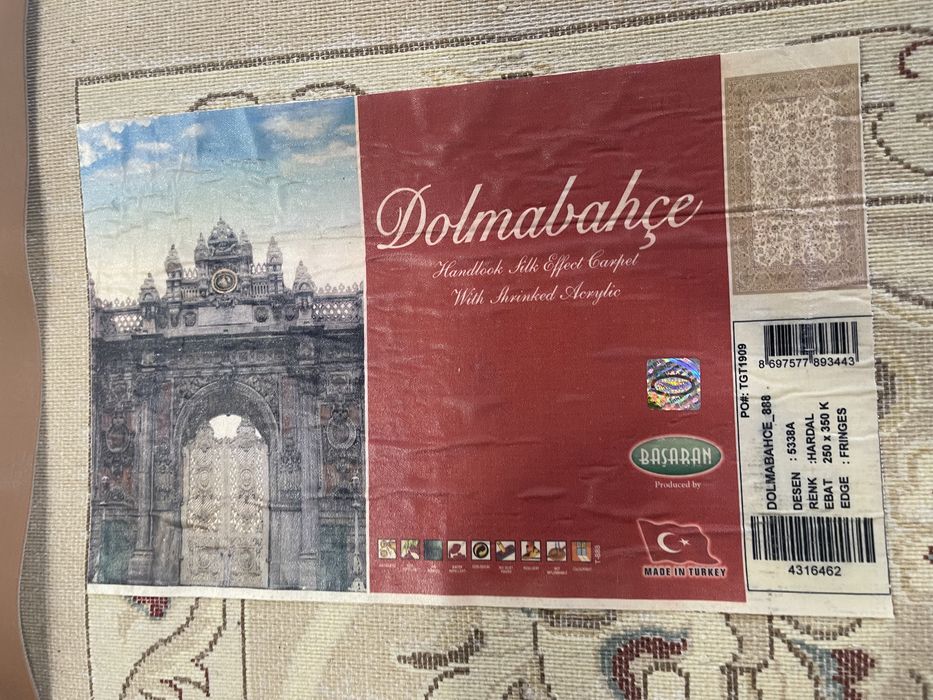 Dolmabahçe
Handlook Silk Effect Carpet
With Shrinked Acrylic
BAŞARAN
Produced by
MADE IN TURKEY
T-888
8 697577 893443
PO#: TGT1909
DOLMABAHCE_888
DESEN : 5338A
RENK :HARDAL
EBAT 250 x 350 K
EDGE : FRINGES
4316462